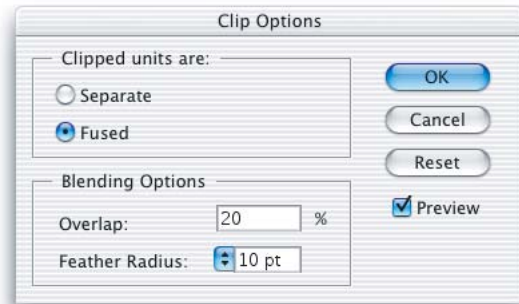 Clip Options
Clipped units are:
Separate
Fused
Blending Options
Overlap: 20 %
Feather Radius: 10 pt
OK
Cancel
Reset
Preview